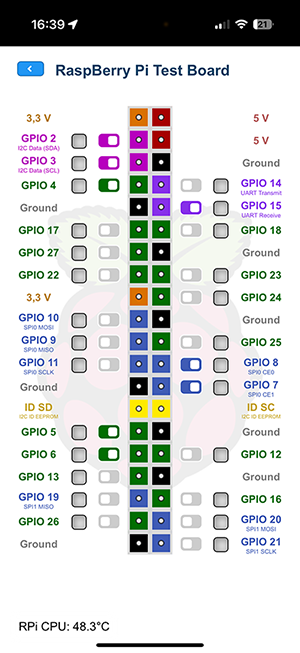 16:39
21
RaspBerry Pi Test Board
3,3 V
5 V
GPIO 2
I2C Data (SDA)
5 V
GPIO 3
I2C Data (SCL)
Ground
GPIO 4
GPIO 14
UART Transmit
Ground
GPIO 15
UART Receive
GPIO 17
GPIO 18
GPIO 27
Ground
GPIO 22
GPIO 23
3,3 V
GPIO 24
GPIO 10
SPI0 MOSI
Ground
GPIO 9
SPI0 MISO
GPIO 25
GPIO 11
SPI0 SCLK
GPIO 8
SPI0 CE0
Ground
GPIO 7
SPI0 CE1
ID SD
I2C ID EEPROM
ID SC
I2C ID EEPROM
GPIO 5
Ground
GPIO 6
GPIO 12
GPIO 13
Ground
GPIO 19
SPI1 MISO
GPIO 16
GPIO 26
GPIO 20
SPI1 MOSI
Ground
GPIO 21
SPI1 SCLK
RPi CPU: 48.3°C